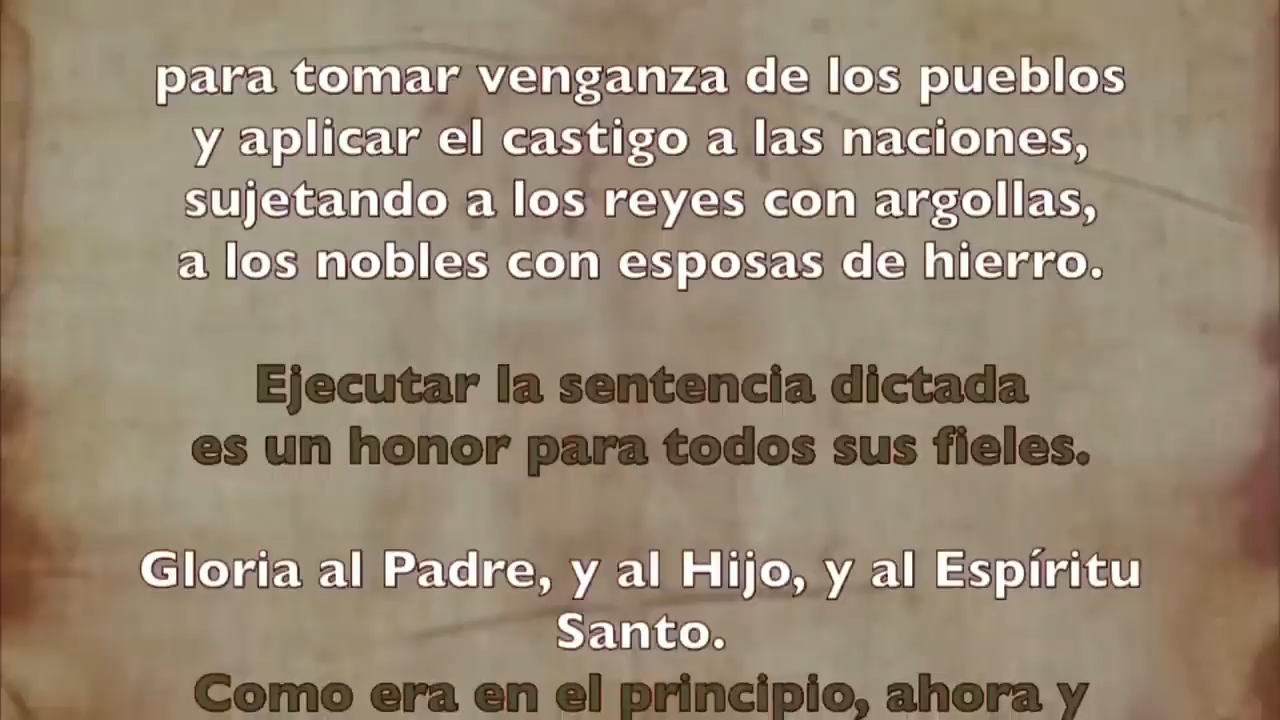 para tomar venganza de los pueblos
y aplicar el castigo a las naciones,
sujetando a los reyes con argollas,
a los nobles con esposas de hierro.
Ejecutar la sentencia dictada
es un honor para todos sus fieles.
Gloria al Padre, y al Hijo, y al Espíritu
Santo.
Como era en el principio, ahora y